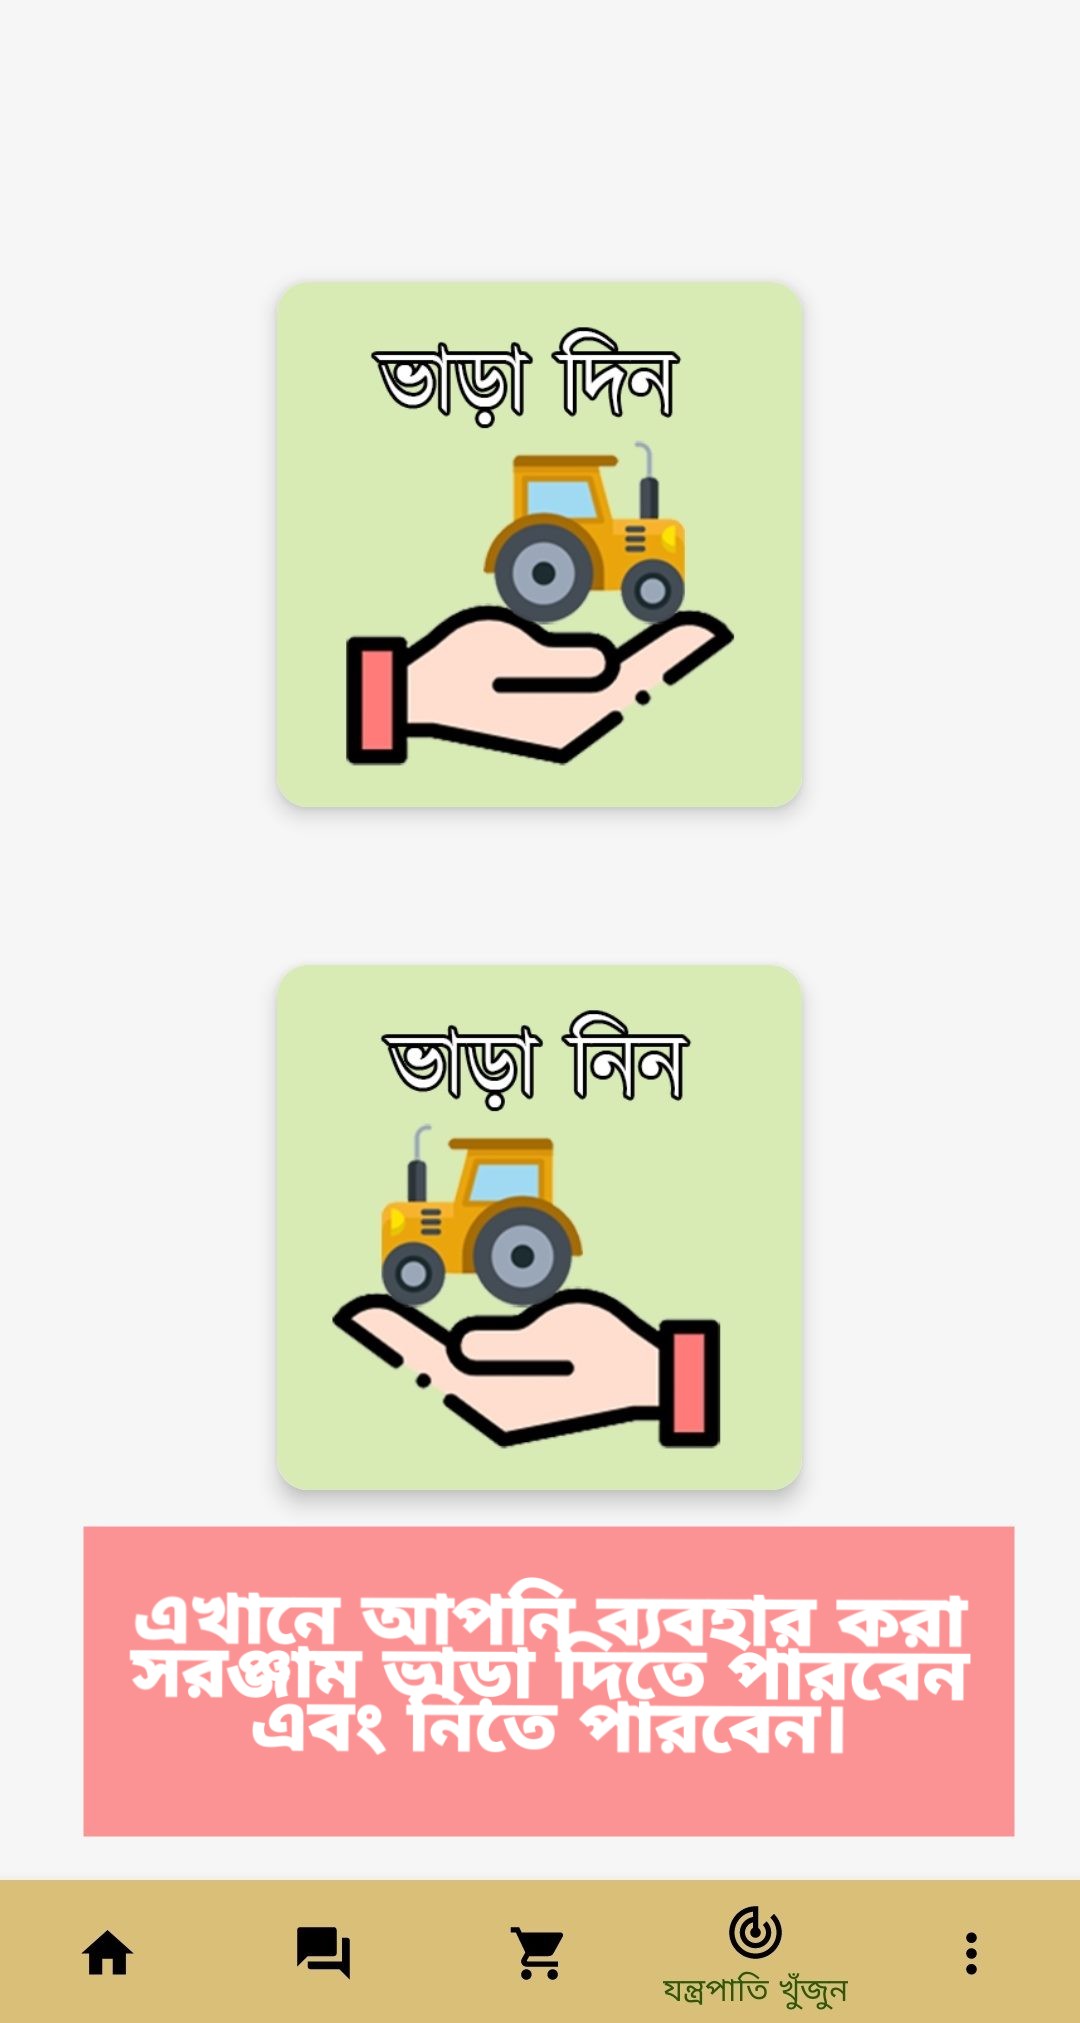 ভাড়া দিন
ভাড়া নিন
এখানে আপনি ব্যবহার করা
সরঞ্জাম ভাড়া দিতে পারবেন
এবং নিতে পারবেন।
যন্ত্রপাতি খুঁজুন